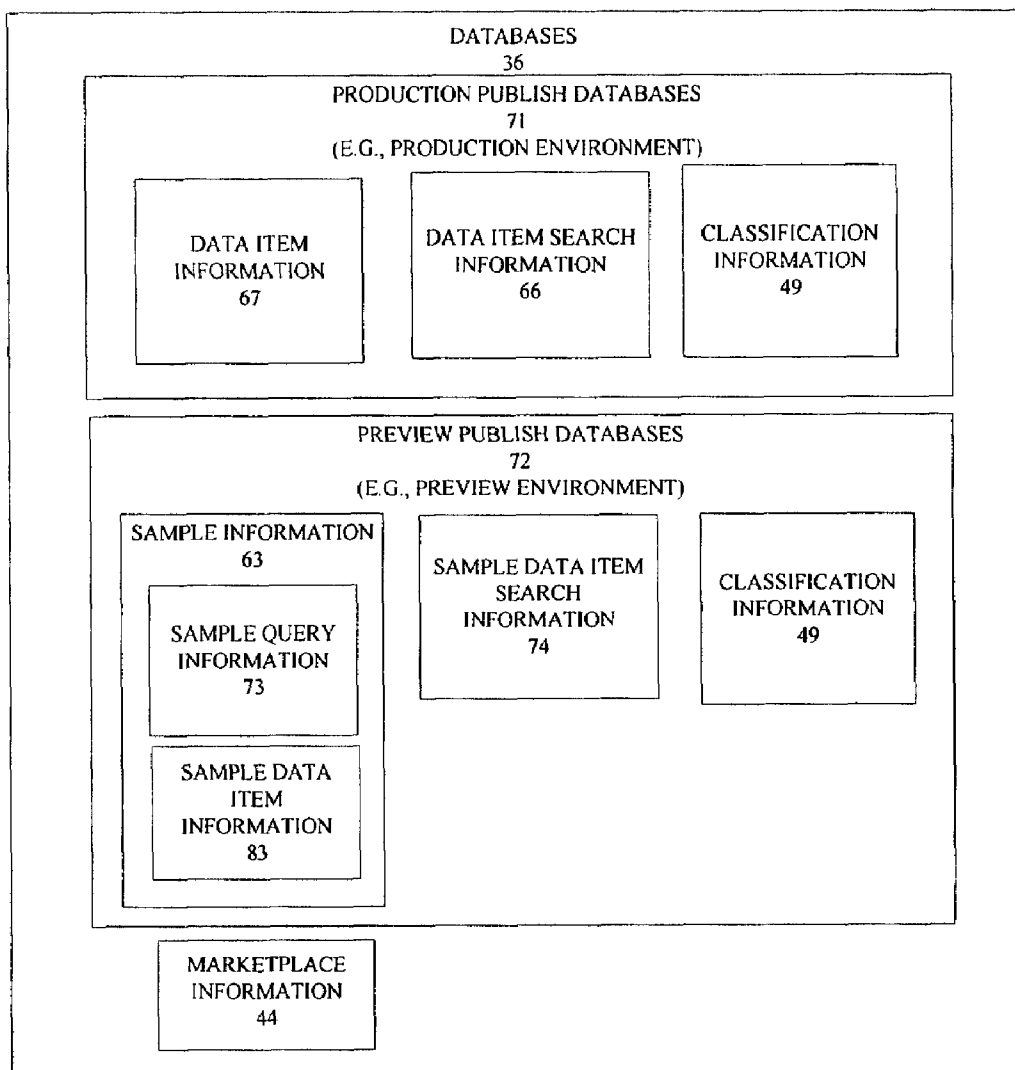 DATABASES
36
PRODUCTION PUBLISH DATABASES
71
(E.G., PRODUCTION ENVIRONMENT)
DATA ITEM
INFORMATION
67
DATA ITEM SEARCH
INFORMATION
66
CLASSIFICATION
INFORMATION
49
PREVIEW PUBLISH DATABASES
72
(E.G., PREVIEW ENVIRONMENT)
SAMPLE INFORMATION
63
SAMPLE QUERY
INFORMATION
73
SAMPLE DATA
ITEM
INFORMATION
83
SAMPLE DATA ITEM
SEARCH
INFORMATION
74
CLASSIFICATION
INFORMATION
49
MARKETPLACE
INFORMATION
44